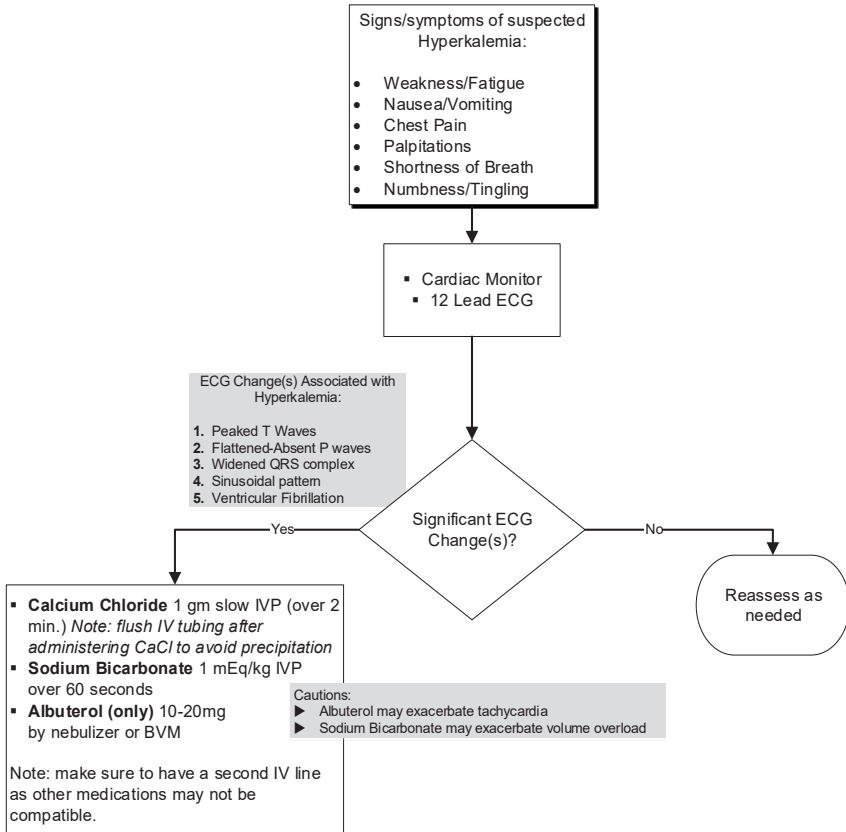 Signs/symptoms of suspected
Hyperkalemia:
• Weakness/Fatigue
• Nausea/Vomiting
• Chest Pain
• Palpitations
• Shortness of Breath
• Numbness/Tingling
▪ Cardiac Monitor
▪ 12 Lead ECG
ECG Change(s) Associated with
Hyperkalemia:
1. Peaked T Waves
2. Flattened-Absent P waves
3. Widened QRS complex
4. Sinusoidal pattern
5. Ventricular Fibrillation
Significant ECG
Change(s)?
Yes
No
▪ Calcium Chloride 1 gm slow IVP (over 2
min.) Note: flush IV tubing after
administering CaCl to avoid precipitation
▪ Sodium Bicarbonate 1 mEq/kg IVP
over 60 seconds
▪ Albuterol (only) 10-20mg
by nebulizer or BVM
Note: make sure to have a second IV line
as other medications may not be
compatible.
Cautions:
► Albuterol may exacerbate tachycardia
► Sodium Bicarbonate may exacerbate volume overload
Reassess as
needed